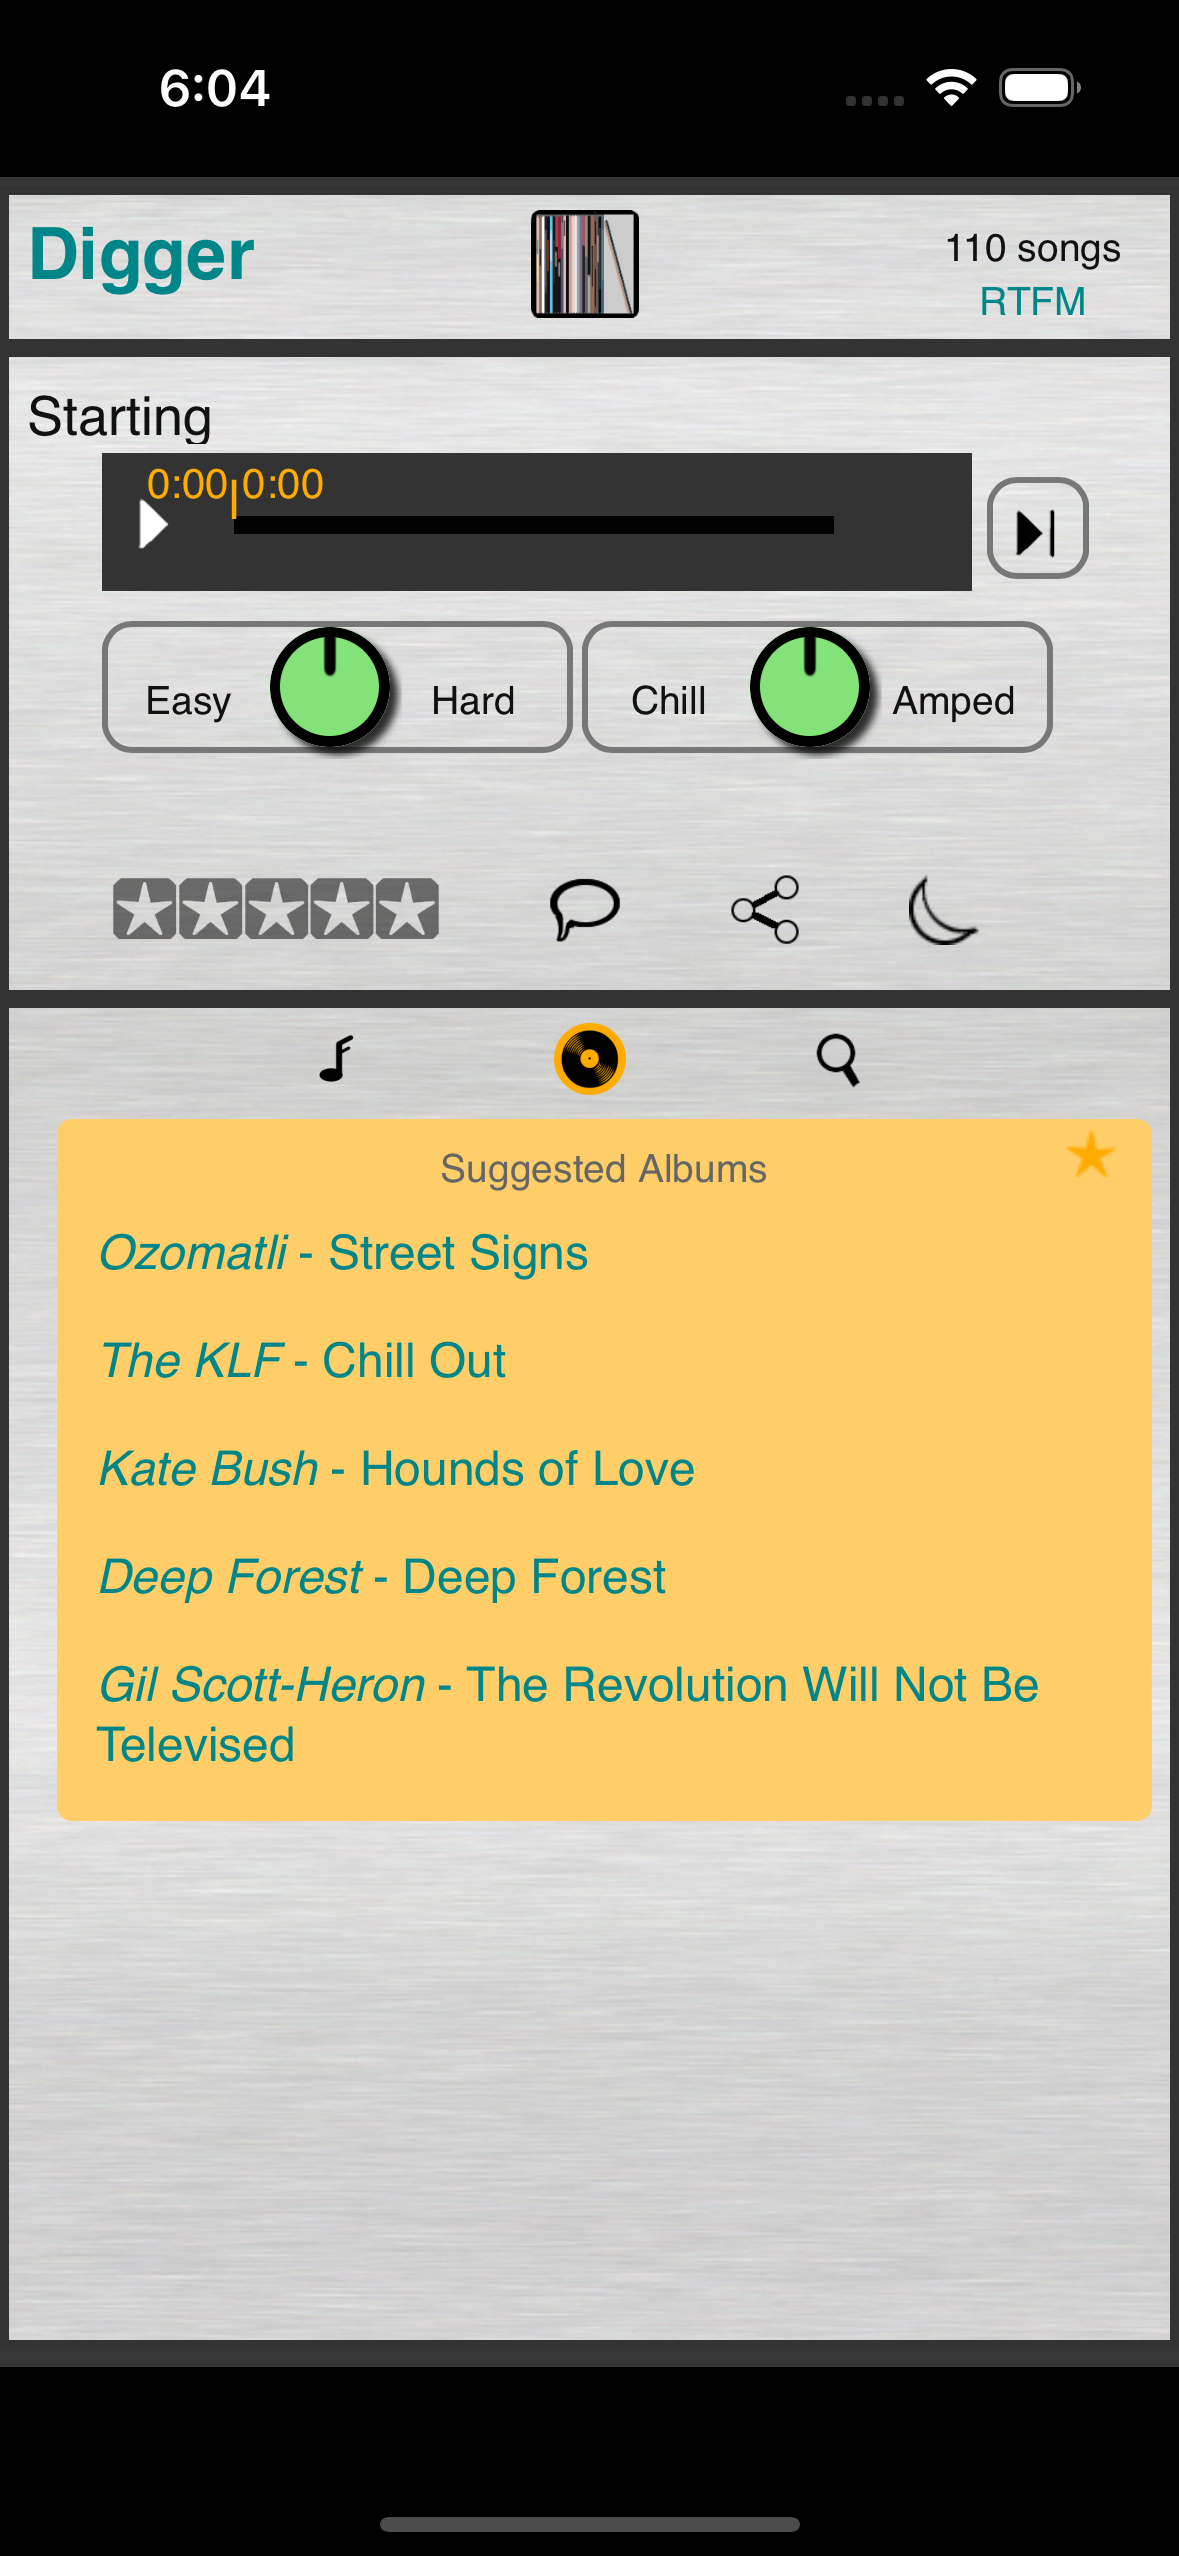 6:04
Digger
110 songs
RTFM
Starting
0:00 0:00
Easy Hard Chill Amped
Suggested Albums
Ozomatli - Street Signs
The KLF - Chill Out
Kate Bush - Hounds of Love
Deep Forest - Deep Forest
Gil Scott-Heron - The Revolution Will Not Be
Televised